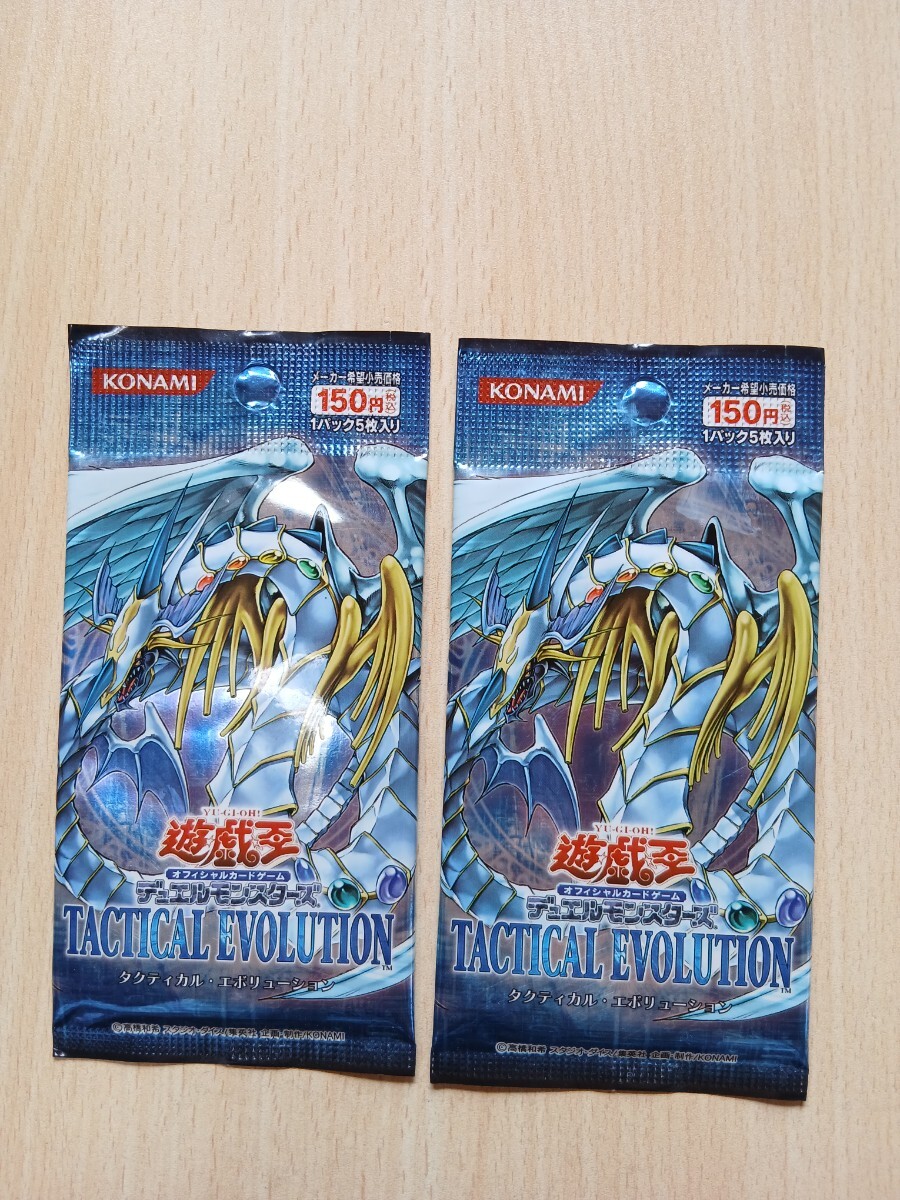 KONAMI
メーカー希望小売価格
150円(税込)
1パック5枚入り
YU-GI-OH!
遊戯王
オフィシャルカードゲーム
デュエルモンスターズ
TACTICAL EVOLUTION™
タクティカル・エボリューション
©高橋和希 スタジオ・ダイス/集英社 企画・制作/KONAMI
KONAMI
メーカー希望小売価格
150円(税込)
1パック5枚入り
YU-GI-OH!
遊戯王
オフィシャルカードゲーム
デュエルモンスターズ
TACTICAL EVOLUTION™
タクティカル・エボリューション
©高橋和希 スタジオ・ダイス/集英社 企画・制作/KONAMI